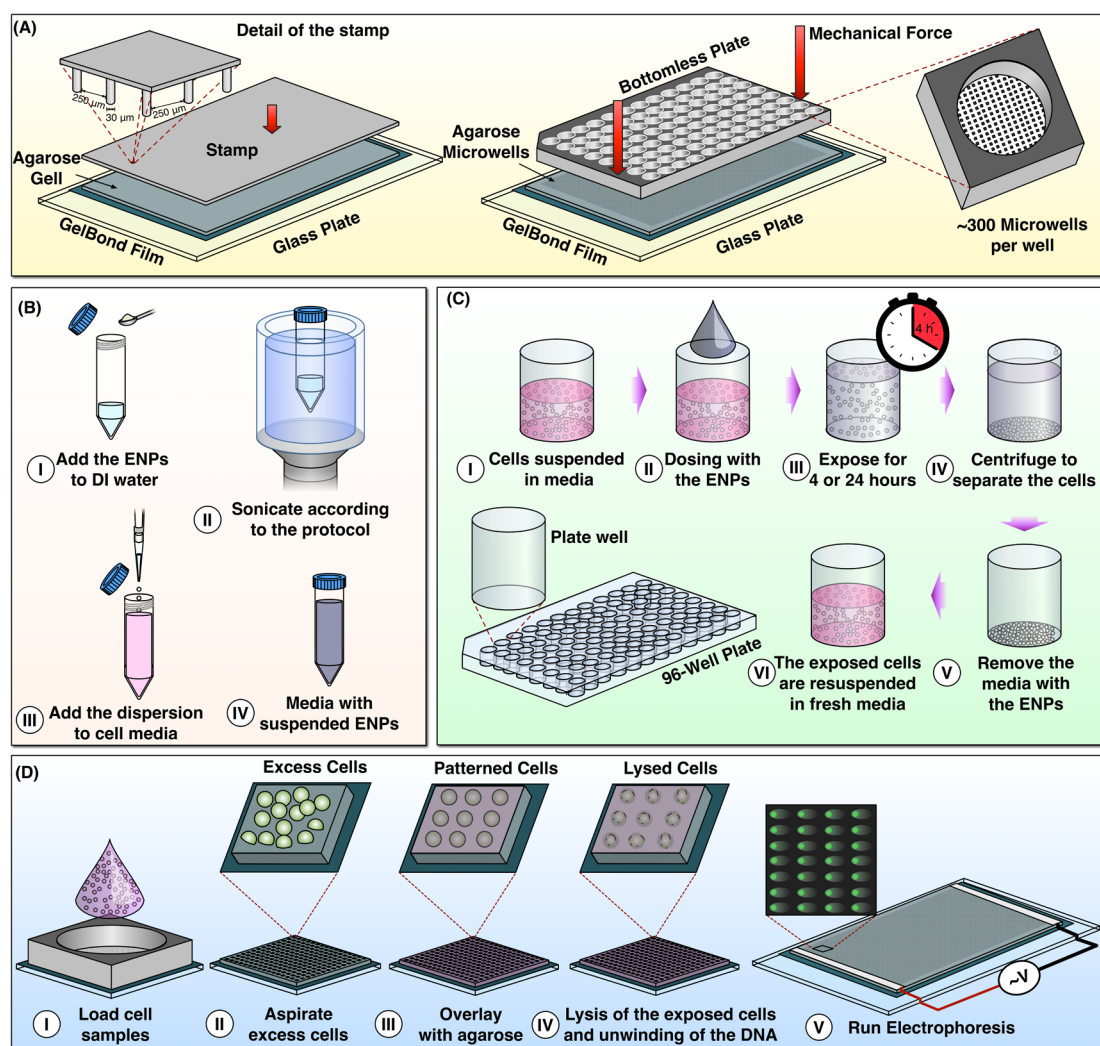 (A)
Detail of the stamp
250 µm
30 µm
250 µm
Stamp
Agarose
Gell
GelBond Film
Glass Plate
Bottomless Plate
Mechanical Force
Agarose
Microwells
GelBond Film
Glass Plate
~300 Microwells
per well
(B)
I
Add the ENPs
to DI water
II
Sonicate according
to the protocol
III
Add the dispersion
to cell media
IV
Media with
suspended ENPs
(C)
4 h
I
Cells suspended
in media
II
Dosing with
the ENPs
III
Expose for
4 or 24 hours
IV
Centrifuge to
separate the cells
Plate well
96-Well Plate
VI
The exposed cells
are resuspended
in fresh media
V
Remove the
media with
the ENPs
(D)
Excess Cells
Patterned Cells
Lysed Cells
~V
I
Load cell
samples
II
Aspirate
excess cells
III
Overlay
with agarose
IV
Lysis of the exposed cells
and unwinding of the DNA
V
Run Electrophoresis